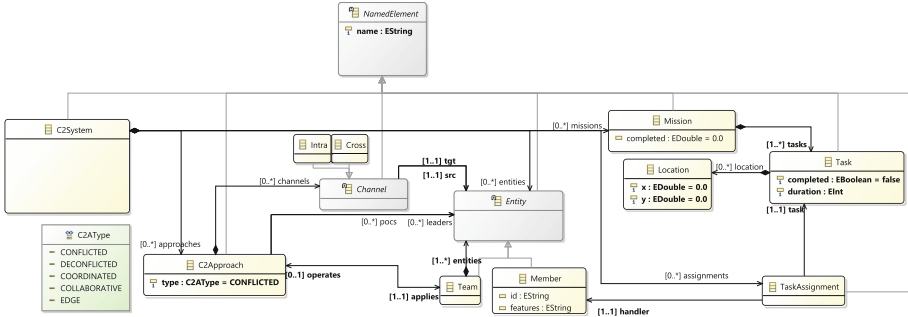 NamedElement
name : EString
C2System
[0..*] missions
Mission
completed : EDouble = 0.0
[1..*] tasks
Intra
Cross
[1..1] tgt
[1..1] src
Location
x : EDouble = 0.0
y : EDouble = 0.0
[0..*] location
Task
completed : EBoolean = false
duration : EInt
[1..1] task
[0..*] channels
Channel
[0..*] entities
Entity
[0..*] pocs
[0..*] leaders
C2AType
CONFLICTED
DECONFLICTED
COORDINATED
COLLABORATIVE
EDGE
[0..*] approaches
C2Approach
type : C2AType = CONFLICTED
[0..1] operates
[1..*] entities
[1..1] applies
Team
Member
id : EString
features : EString
[0..*] assignments
TaskAssignment
[1..1] handler